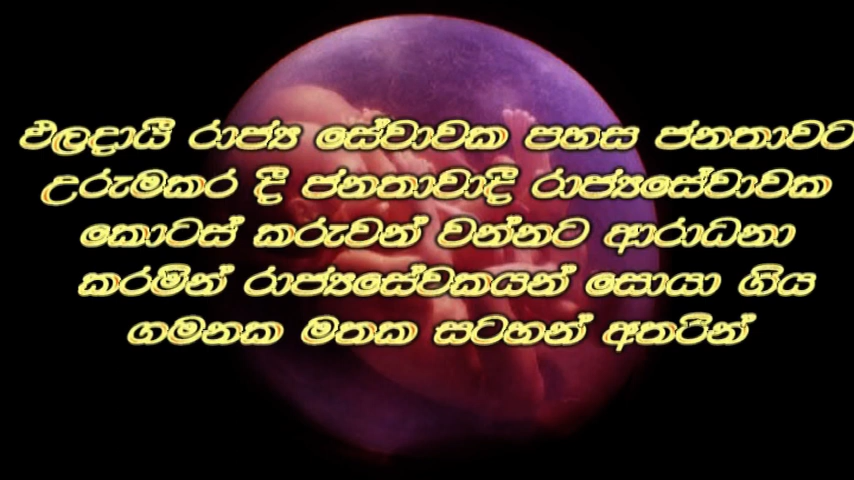 ඵලදායී රාජ්‍ය සේවාවක පහස ජනතාවට
උරුමකර දී ජනතාවාදී රාජ්‍යසේවාවක
කොටස් කරුවන් වන්නට ආරාධනා
කරමින් රාජ්‍යසේවකයන් සොයා ගිය
ගමනක මතක සටහන් අතරින්